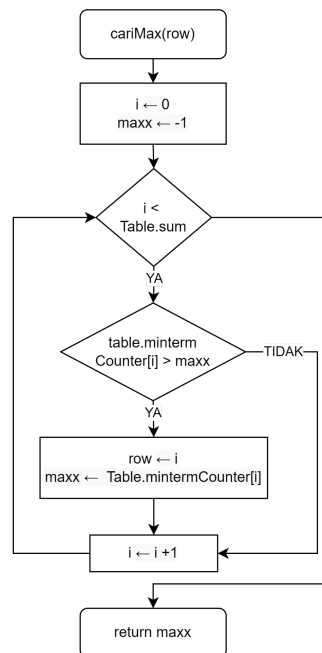 cariMax(row)
i ← 0
maxx ← -1
i <
Table.sum
YA
table.minterm
Counter[i] > maxx
TIDAK
YA
row ← i
maxx ← Table.mintermCounter[i]
i ← i +1
return maxx